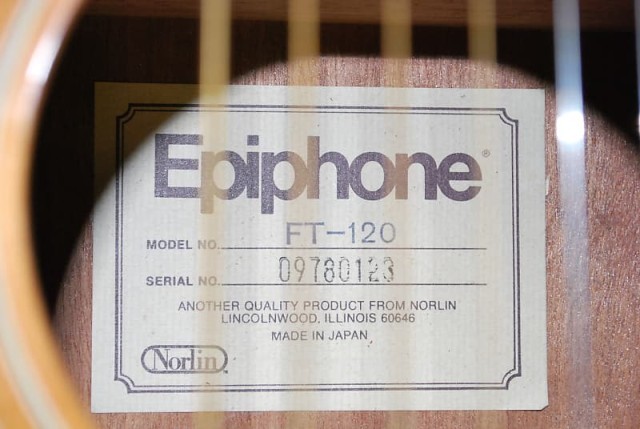 Epiphone®
MODEL NO. FT-120
SERIAL NO. 09780123
ANOTHER QUALITY PRODUCT FROM NORLIN
LINCOLNWOOD, ILLINOIS 60646
MADE IN JAPAN
Norlin